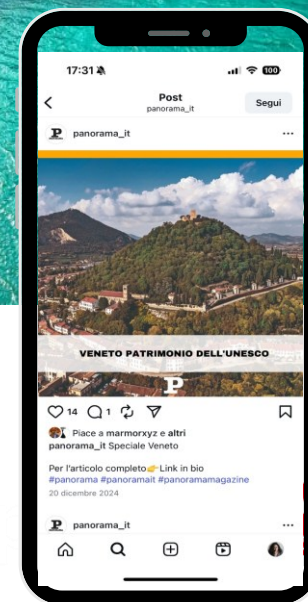 17:31
100
Post
panorama_it
Segui
P panorama_it
VENETO PATRIMONIO DELL'UNESCO
P
14 1
Piace a marmorxyz e altri
panorama_it Speciale Veneto
Per l'articolo completo👉Link in bio
#panorama #panoramait #panoramamagazine
20 dicembre 2024
P panorama_it